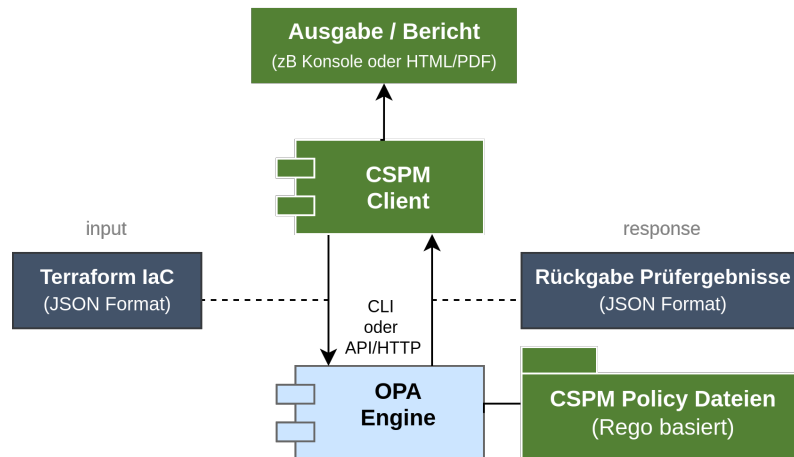 Ausgabe / Bericht
(zB Konsole oder HTML/PDF)
CSPM
Client
input
response
Terraform IaC
(JSON Format)
Rückgabe Prüfergebnisse
(JSON Format)
CLI
oder
API/HTTP
OPA
Engine
CSPM Policy Dateien
(Rego basiert)